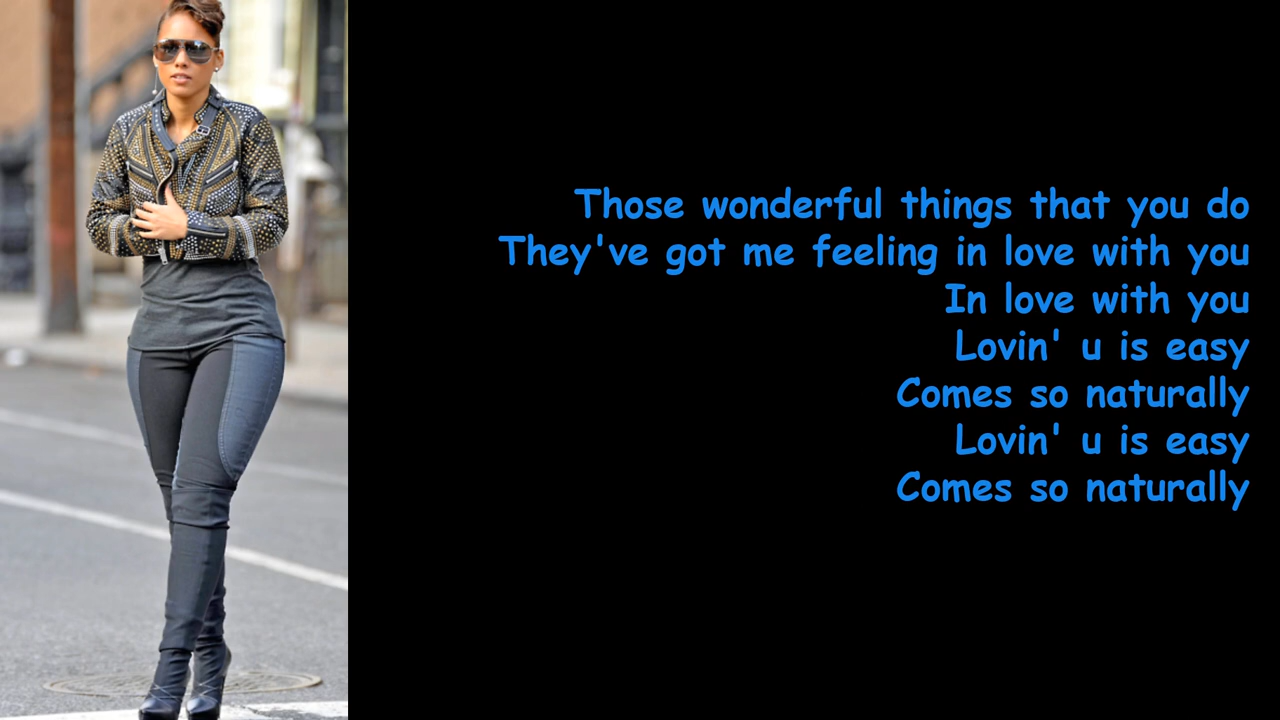 Those wonderful things that you do
They've got me feeling in love with you
In love with you
Lovin' u is easy
Comes so naturally
Lovin' u is easy
Comes so naturally